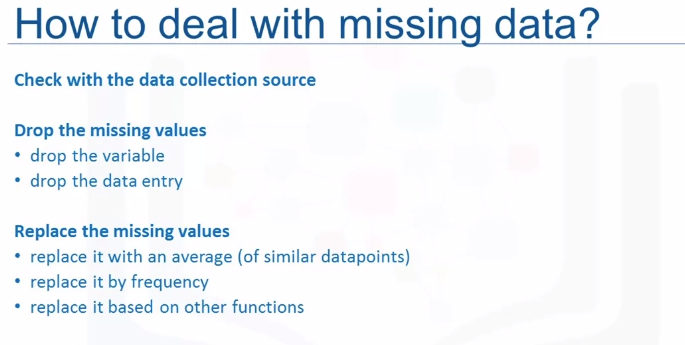 How to deal with missing data?
Check with the data collection source
Drop the missing values
• drop the variable
• drop the data entry
Replace the missing values
• replace it with an average (of similar datapoints)
• replace it by frequency
• replace it based on other functions